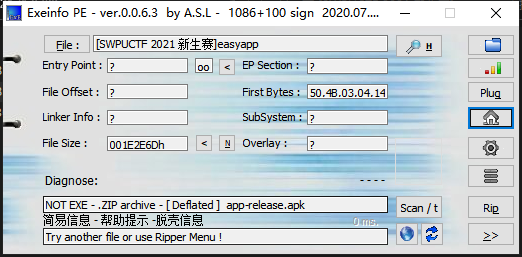 Exeinfo PE - ver.0.0.6.3 by A.S.L - 1086+100 sign 2020.07....
File : [SWPUCTF 2021 新生赛]easyapp H
Entry Point : ? oo < EP Section : ?
File Offset : ? First Bytes : 50.4B.03.04.14
Plug
Linker Info : ? SubSystem : ?
File Size : 001E2E6Dh < N Overlay : ?
Diagnose: ----
NOT EXE - .ZIP archive - [ Deflated ] app-release.apk Scan / t Rip
简易信息 - 帮助提示 - 脱壳信息 0 ms.
Try another file or use Ripper Menu ! >>